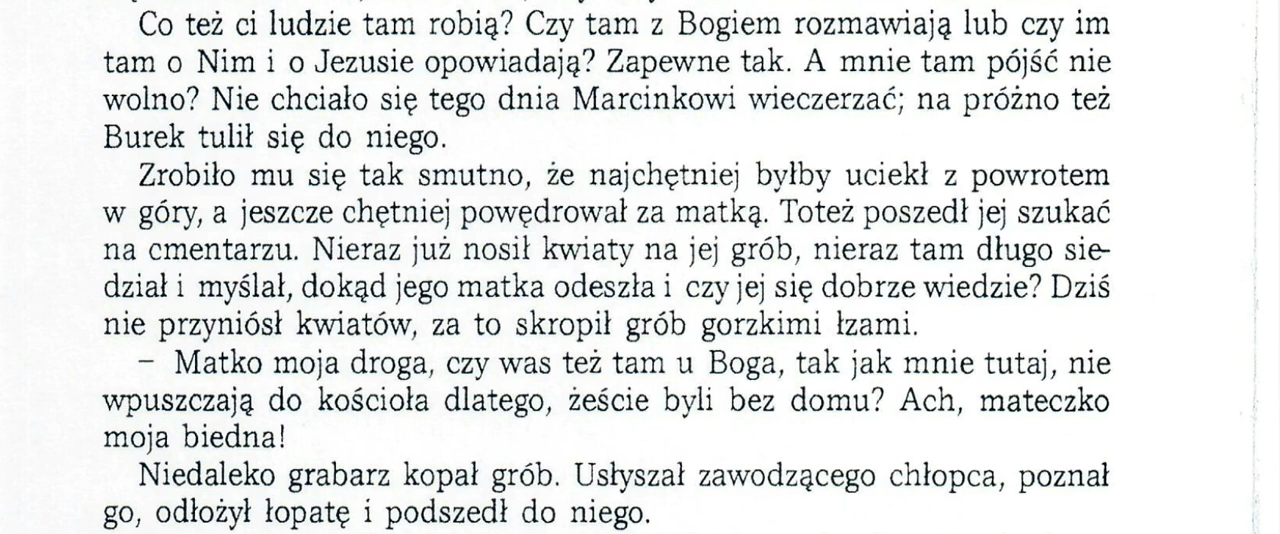 Co też ci ludzie tam robią? Czy tam z Bogiem rozmawiają lub czy im
tam o Nim i o Jezusie opowiadają? Zapewne tak. A mnie tam pójść nie
wolno? Nie chciało się tego dnia Marcinkowi wieczerzać; na próżno też
Burek tulił się do niego.
Zrobiło mu się tak smutno, że najchętniej byłby uciekł z powrotem
w góry, a jeszcze chętniej powędrował za matką. Toteż poszedł jej szukać
na cmentarzu. Nieraz już nosił kwiaty na jej grób, nieraz tam długo sie-
dział i myślał, dokąd jego matka odeszła i czy jej się dobrze wiedzie? Dziś
nie przyniósł kwiatów, za to skropił grób gorzkimi łzami.
– Matko moja droga, czy was też tam u Boga, tak jak mnie tutaj, nie
wpuszczają do kościoła dlatego, żeście byli bez domu? Ach, mateczko
moja biedna!
Niedaleko grabarz kopał grób. Usłyszał zawodzącego chłopca, poznał
go, odłożył łopatę i podszedł do niego.